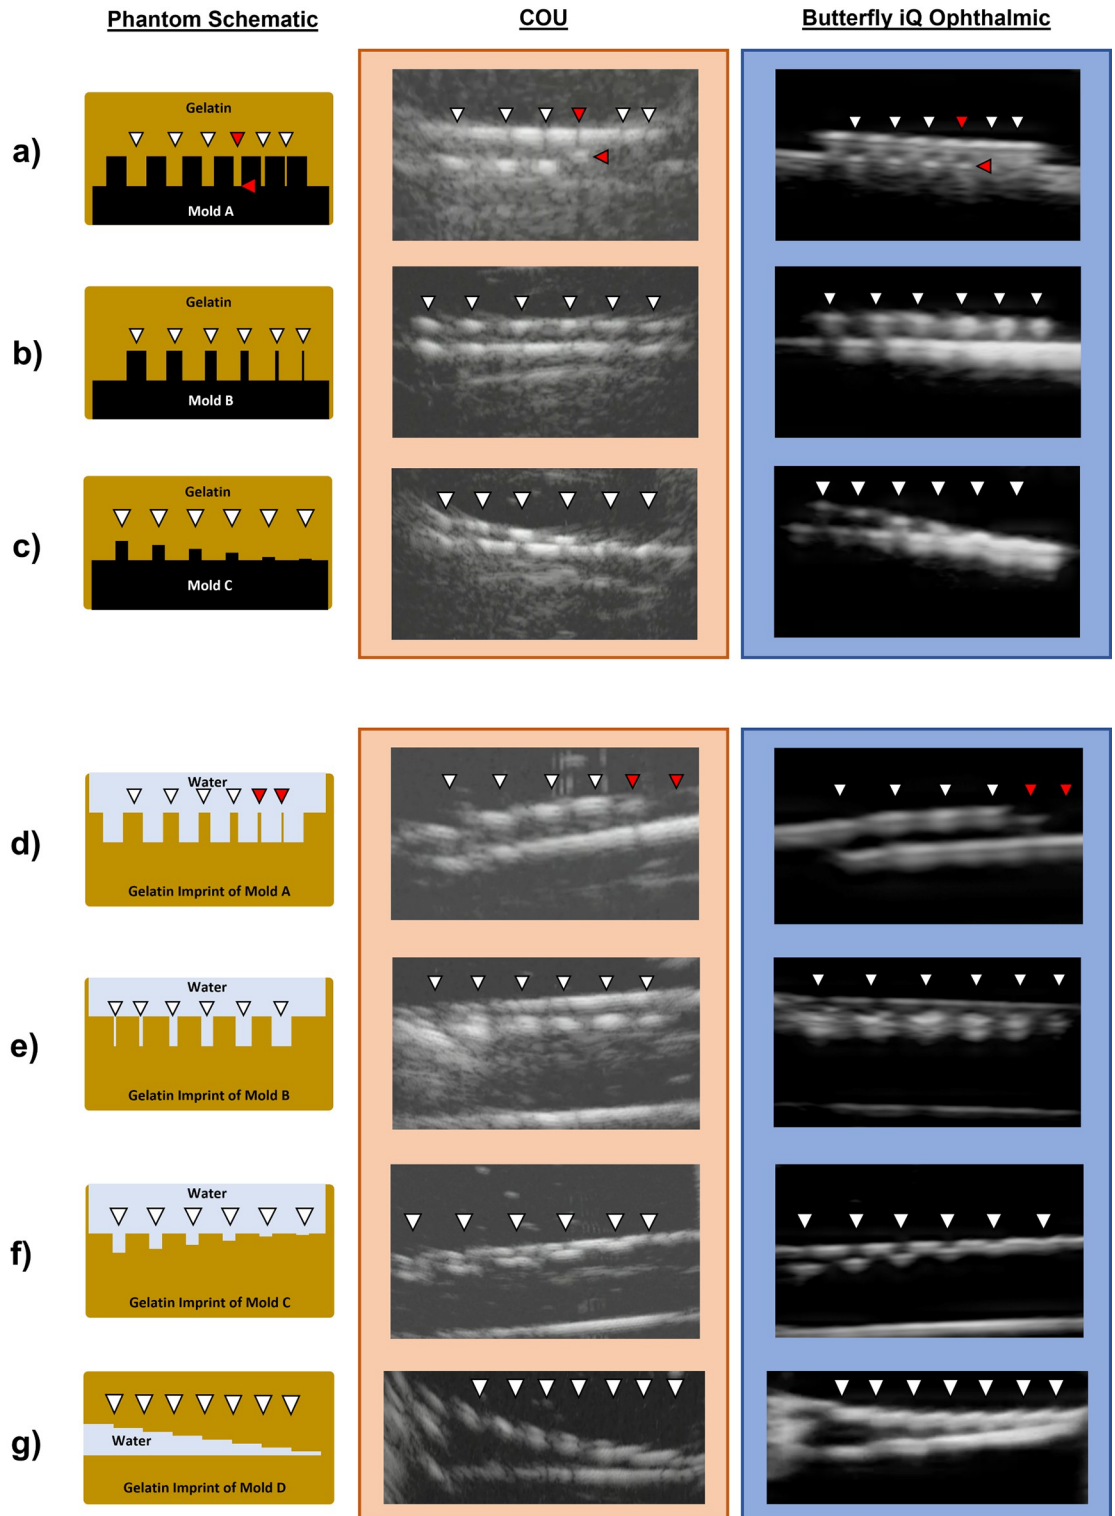 Phantom Schematic
COU
Butterfly iQ Ophthalmic
a)
Gelatin
Mold A
b)
Gelatin
Mold B
c)
Gelatin
Mold C
d)
Water
Gelatin Imprint of Mold A
e)
Water
Gelatin Imprint of Mold B
f)
Water
Gelatin Imprint of Mold C
g)
Water
Gelatin Imprint of Mold D